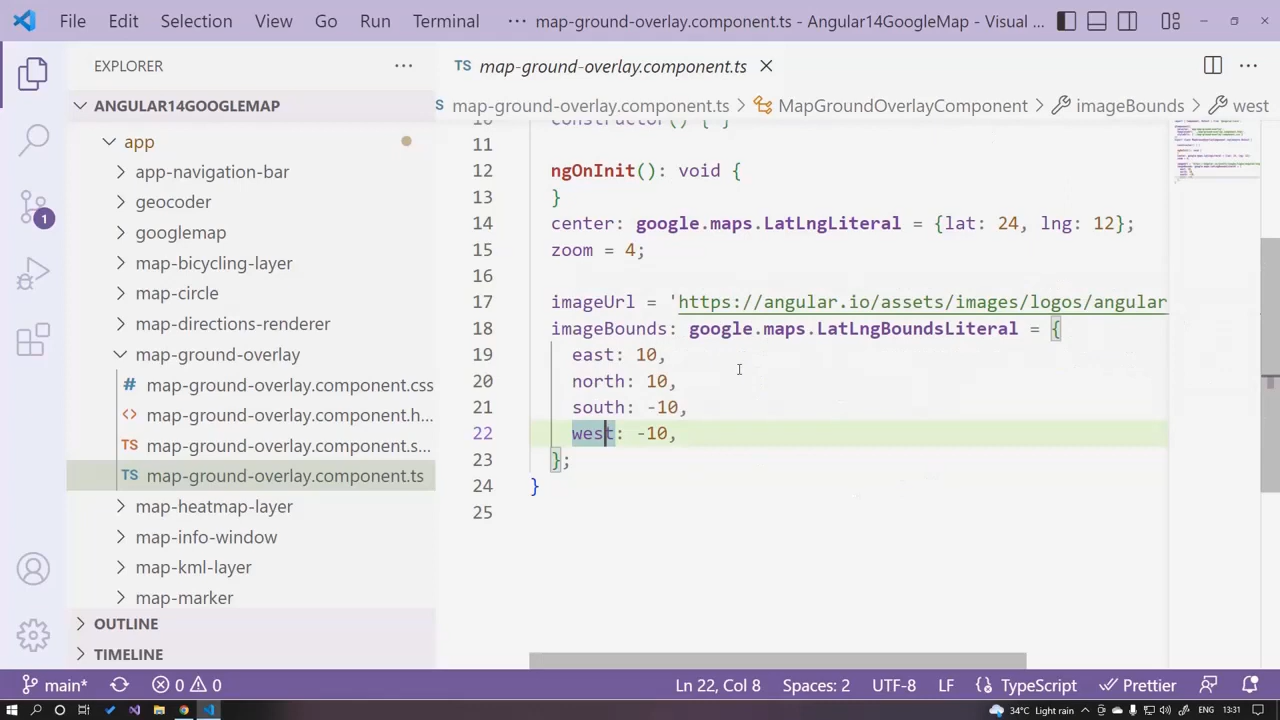 File Edit Selection View Go Run Terminal ··· map-ground-overlay.component.ts - Angular14GoogleMap - Visual ...
EXPLORER ···
ANGULAR14GOOGLEMAP
app
app-navigation-bar
geocoder
googlemap
map-bicycling-layer
map-circle
map-directions-renderer
map-ground-overlay
# map-ground-overlay.component.css
<> map-ground-overlay.component.h...
TS map-ground-overlay.component.s...
TS map-ground-overlay.component.ts
map-heatmap-layer
map-info-window
map-kml-layer
map-marker
OUTLINE
TIMELINE
1
TS map-ground-overlay.component.ts
S map-ground-overlay.component.ts > MapGroundOverlayComponent > imageBounds > west
10 constructor() { }
11
12 ngOnInit(): void {
13 }
14 center: google.maps.LatLngLiteral = {lat: 24, lng: 12};
15 zoom = 4;
16
17 imageUrl = 'https://angular.io/assets/images/logos/angular
18 imageBounds: google.maps.LatLngBoundsLiteral = {
19 east: 10,
20 north: 10,
21 south: -10,
22 west: -10,
23 };
24 }
25
main* 0 0 Ln 22, Col 8 Spaces: 2 UTF-8 LF {} TypeScript Prettier
34°C Light rain ENG 13:31